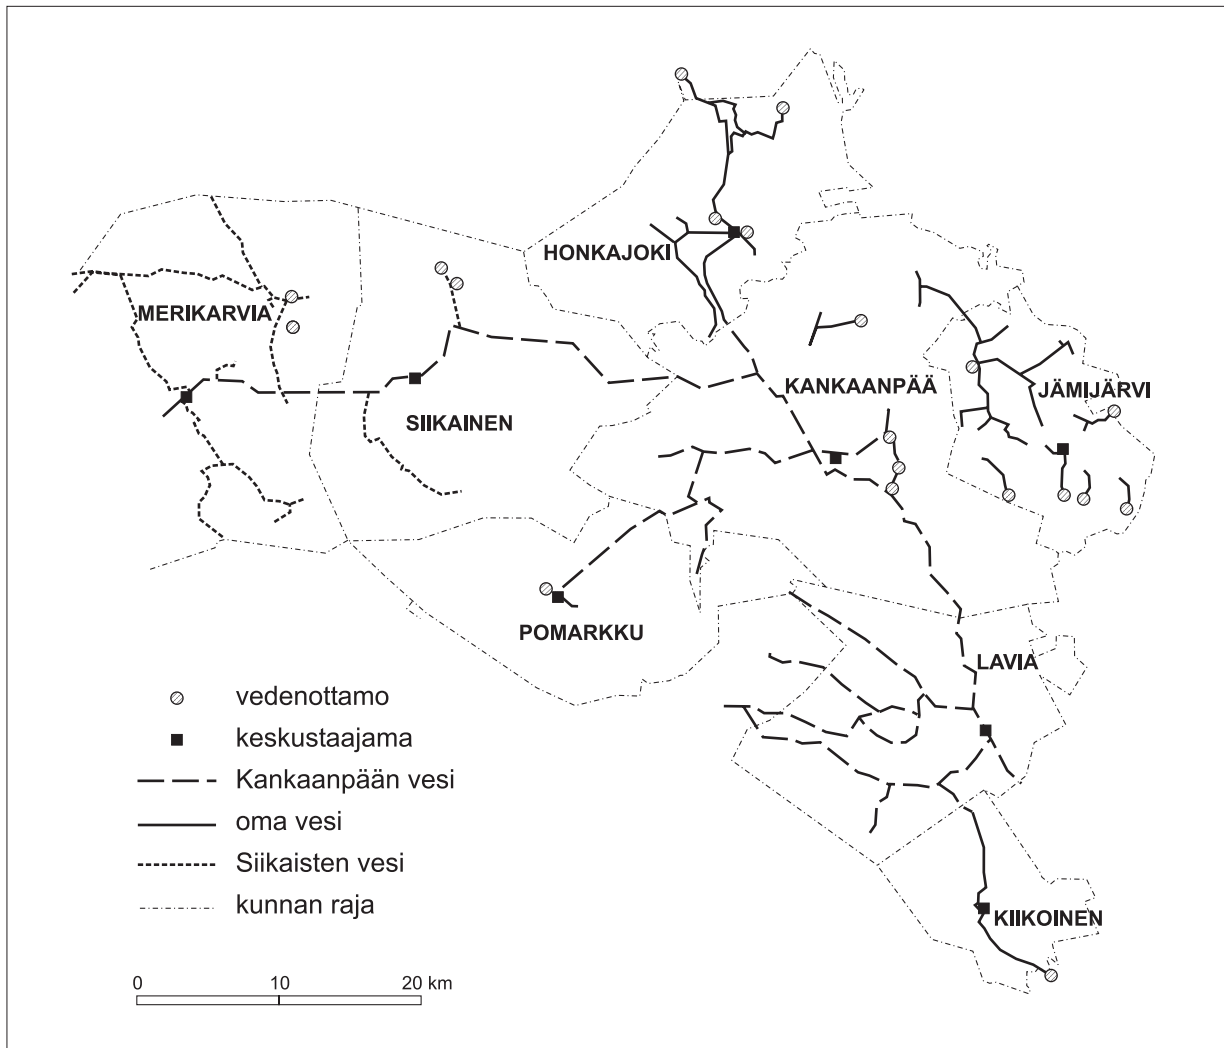 HONKAJOKI
MERIKARVIA
KANKAANPÄÄ
JÄMIJÄRVI
SIIKAINEN
POMARKKU
LAVIA
vedenottamo
keskustaajama
Kankaanpään vesi
oma vesi
Siikaisten vesi
kunnan raja
KIIKOINEN
0 10 20 km